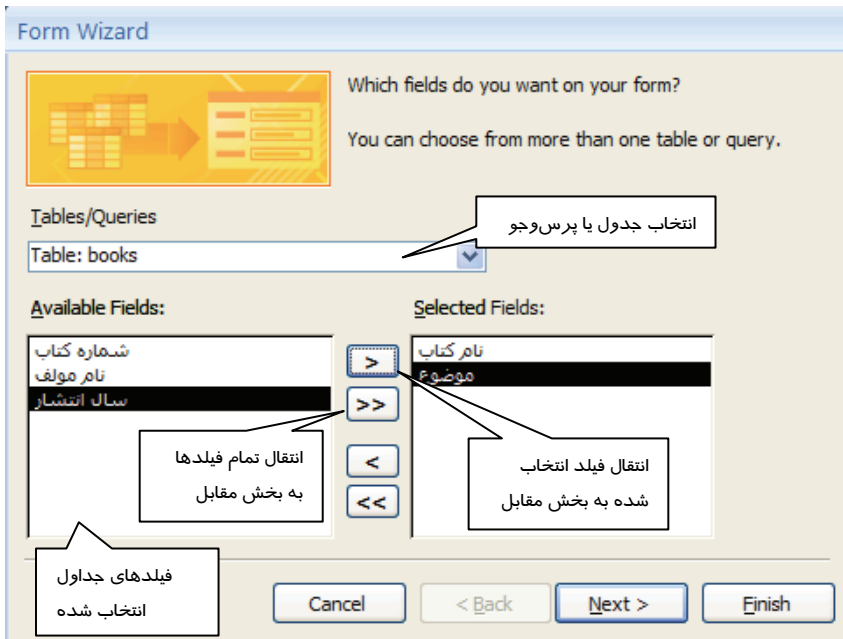 Form Wizard
Which fields do you want on your form?
You can choose from more than one table or query.
Tables/Queries
انتخاب جدول یا پرس‌وجو
Table: books
Available Fields:
Selected Fields:
شماره کتاب
نام مولف
سال انتشار
نام کتاب
موضوع
>
>>
<
<<
انتقال تمام فیلدها
به بخش مقابل
انتقال فیلد انتخاب
شده به بخش مقابل
فیلدهای جداول
انتخاب شده
Cancel
< Back
Next >
Finish